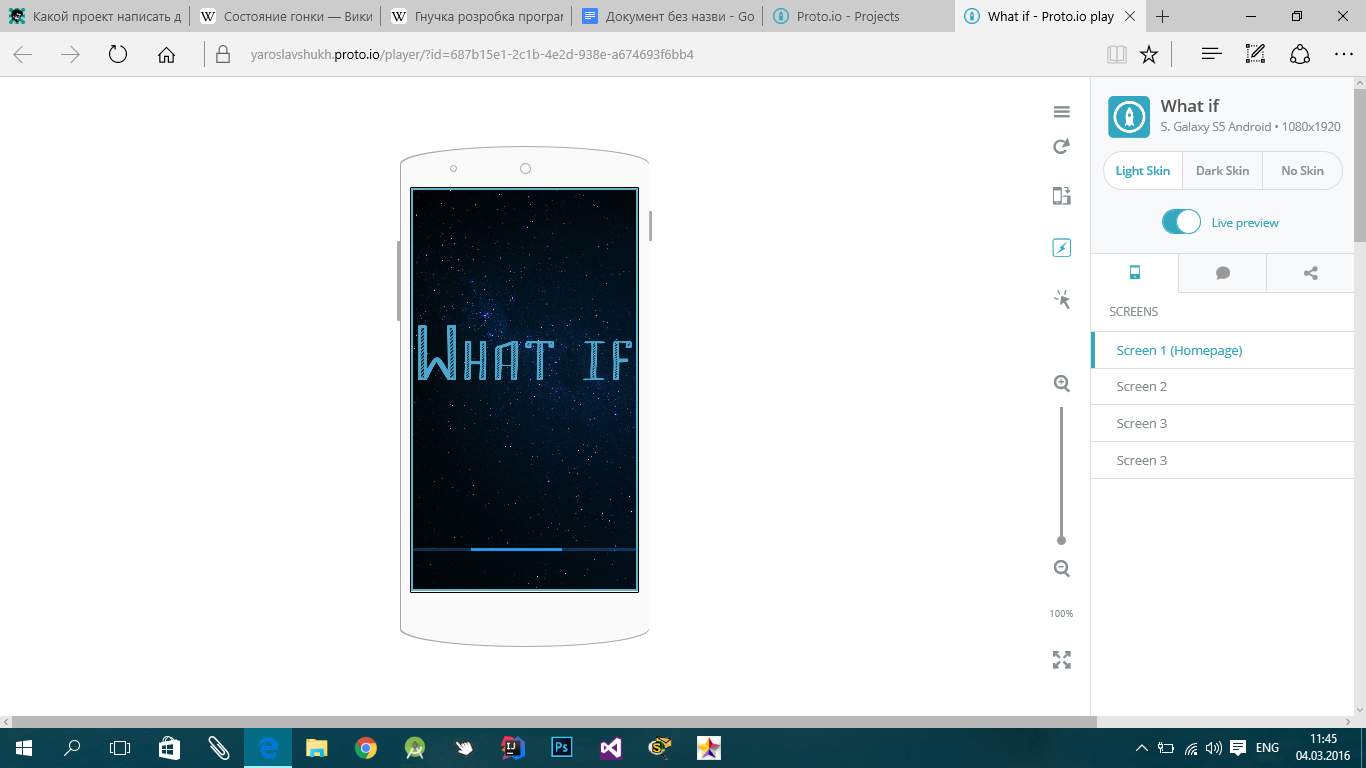 Какой проект написать д
Состояние гонки — Вики
Гнучка розробка програм
Документ без назви - Go
Proto.io - Projects
What if - Proto.io play
yaroslavshukh.proto.io/player/?id=687b15e1-2c1b-4e2d-938e-a674693f6bb4
What if
S. Galaxy S5 Android • 1080x1920
Light Skin
Dark Skin
No Skin
Live preview
SCREENS
Screen 1 (Homepage)
Screen 2
Screen 3
Screen 3
What if
100%
ENG
11:45
04.03.2016